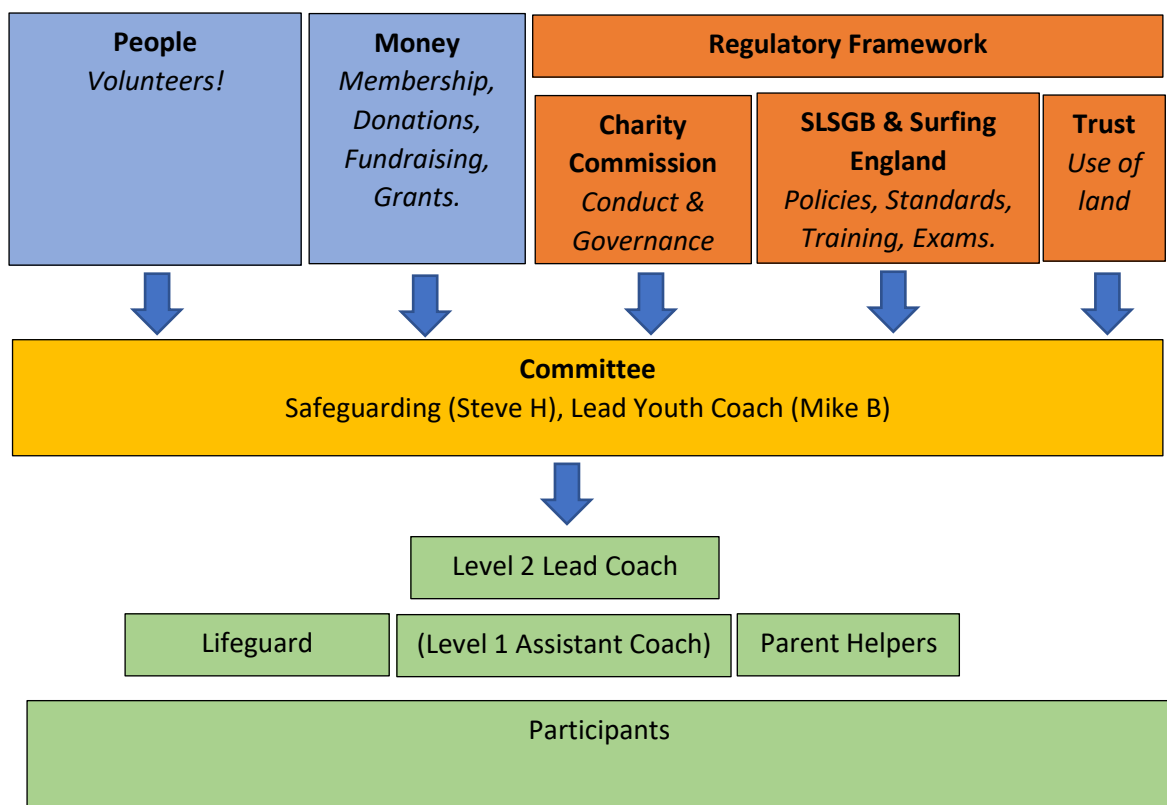 People
Volunteers!
Money
Membership,
Donations,
Fundraising,
Grants.
Regulatory Framework
Charity
Commission
Conduct &
Governance
SLSGB & Surfing
England
Policies, Standards,
Training, Exams.
Trust
Use of
land
Committee
Safeguarding (Steve H), Lead Youth Coach (Mike B)
Level 2 Lead Coach
Lifeguard
(Level 1 Assistant Coach)
Parent Helpers
Participants